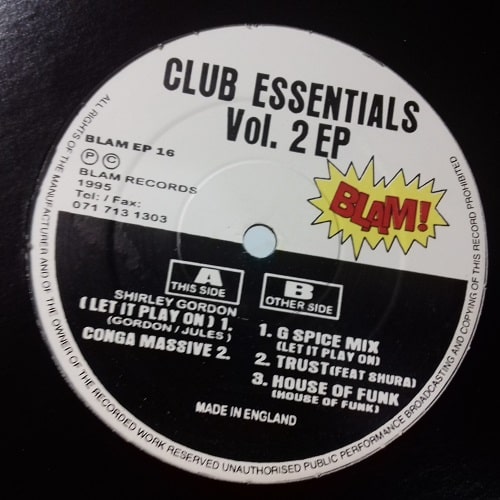 CLUB ESSENTIALS
Vol. 2 EP
BLAM EP 16
P C
BLAM RECORDS
1995
Tel: / Fax:
071 713 1303
BLAM!
A
THIS SIDE
SHIRLEY GORDON
(LET IT PLAY ON) 1.
(GORDON / JULES)
CONGA MASSIVE 2.
B
OTHER SIDE
1. G SPICE MIX
(LET IT PLAY ON)
2. TRUST (FEAT SHURA)
3. HOUSE OF FUNK
(HOUSE OF FUNK)
MADE IN ENGLAND
ALL RIGHTS OF THE MANUFACTURER AND OF THE OWNER OF THE RECORDED WORK RESERVED UNAUTHORISED PUBLIC PERFORMANCE BROADCASTING AND COPYING OF THIS RECORD PROHIBITED